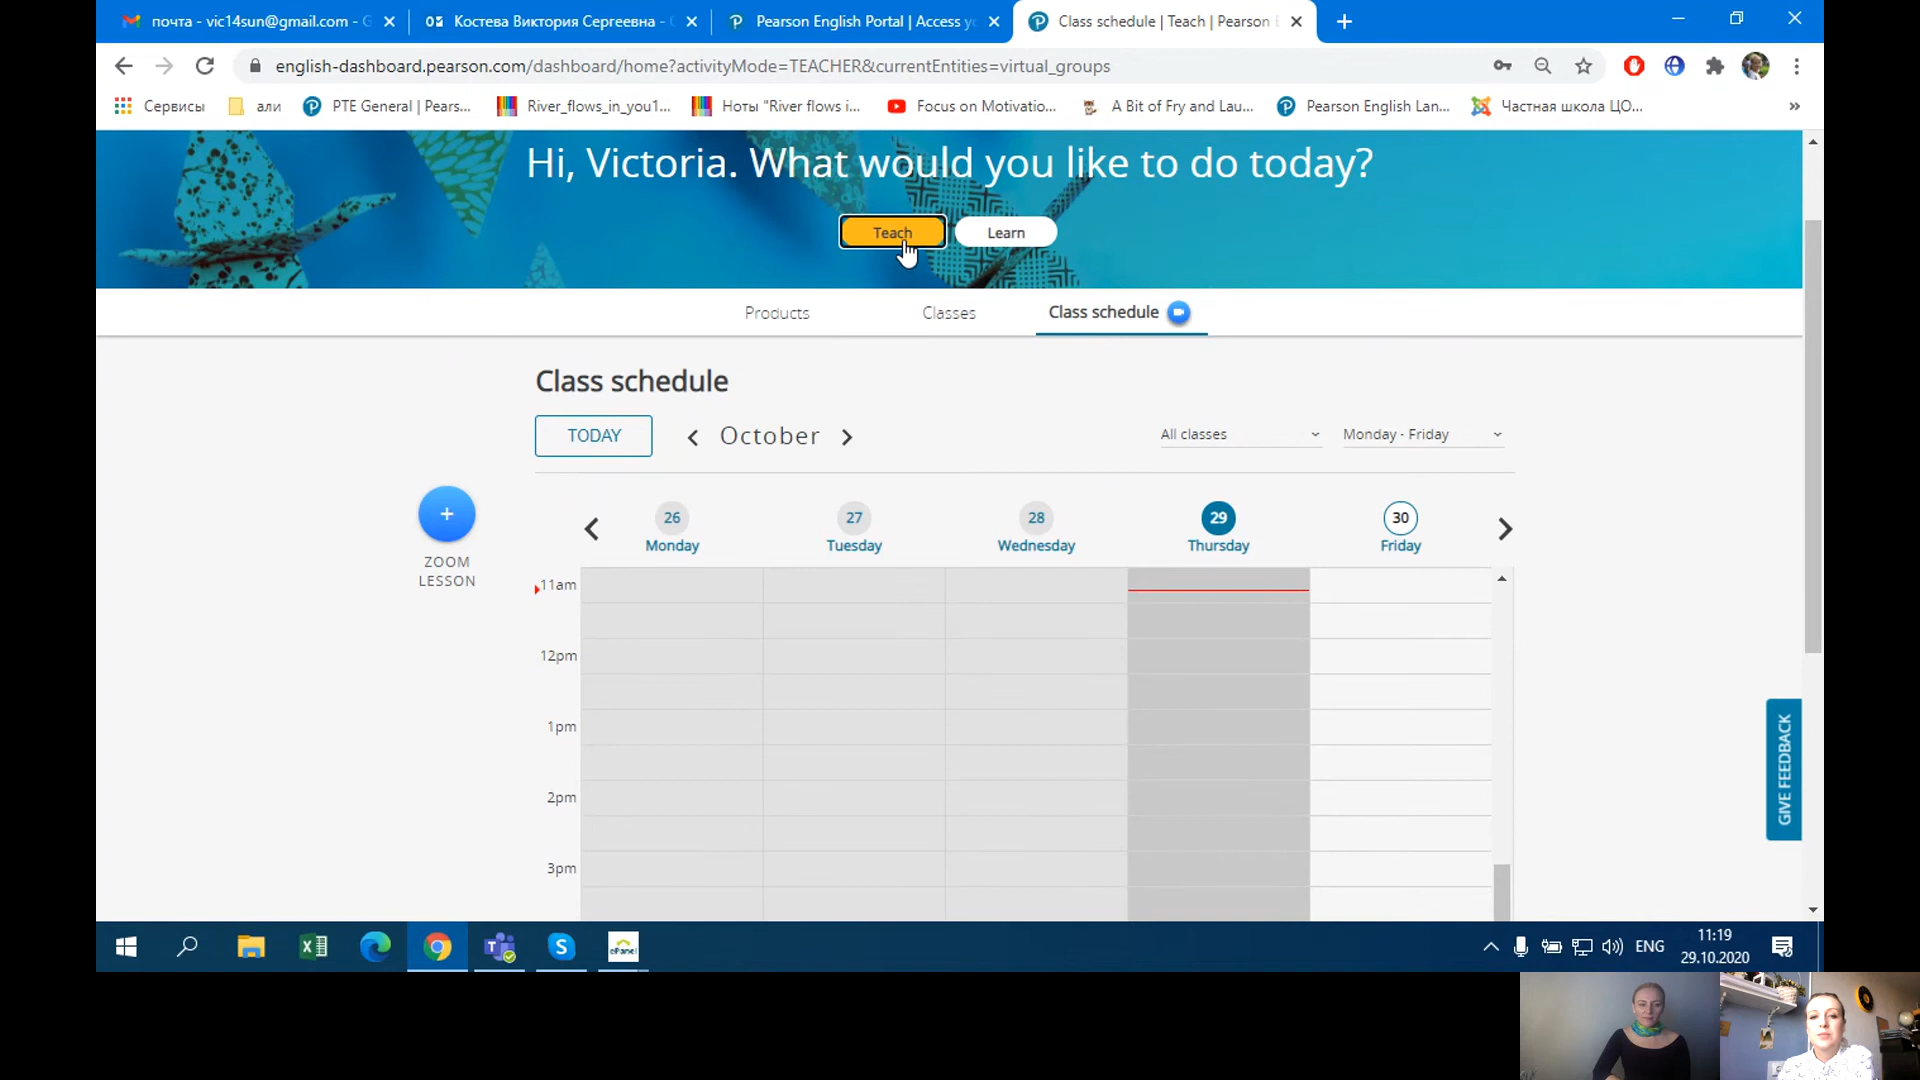 почта - vic14sun@gmail.com - G
Костева Виктория Сергеевна -
Pearson English Portal | Access yo
Class schedule | Teach | Pearson E
english-dashboard.pearson.com/dashboard/home?activityMode=TEACHER&currentEntities=virtual_groups
Сервисы
али
PTE General | Pears...
River_flows_in_you1...
Ноты "River flows i...
Focus on Motivatio...
A Bit of Fry and Lau...
Pearson English Lan...
Частная школа ЦО...
Hi, Victoria. What would you like to do today?
Teach
Learn
Products
Classes
Class schedule
Class schedule
TODAY
October
All classes
Monday - Friday
ZOOM
LESSON
26
Monday
27
Tuesday
28
Wednesday
29
Thursday
30
Friday
11am
12pm
1pm
2pm
3pm
GIVE FEEDBACK
ePanel
ENG
11:19
29.10.2020